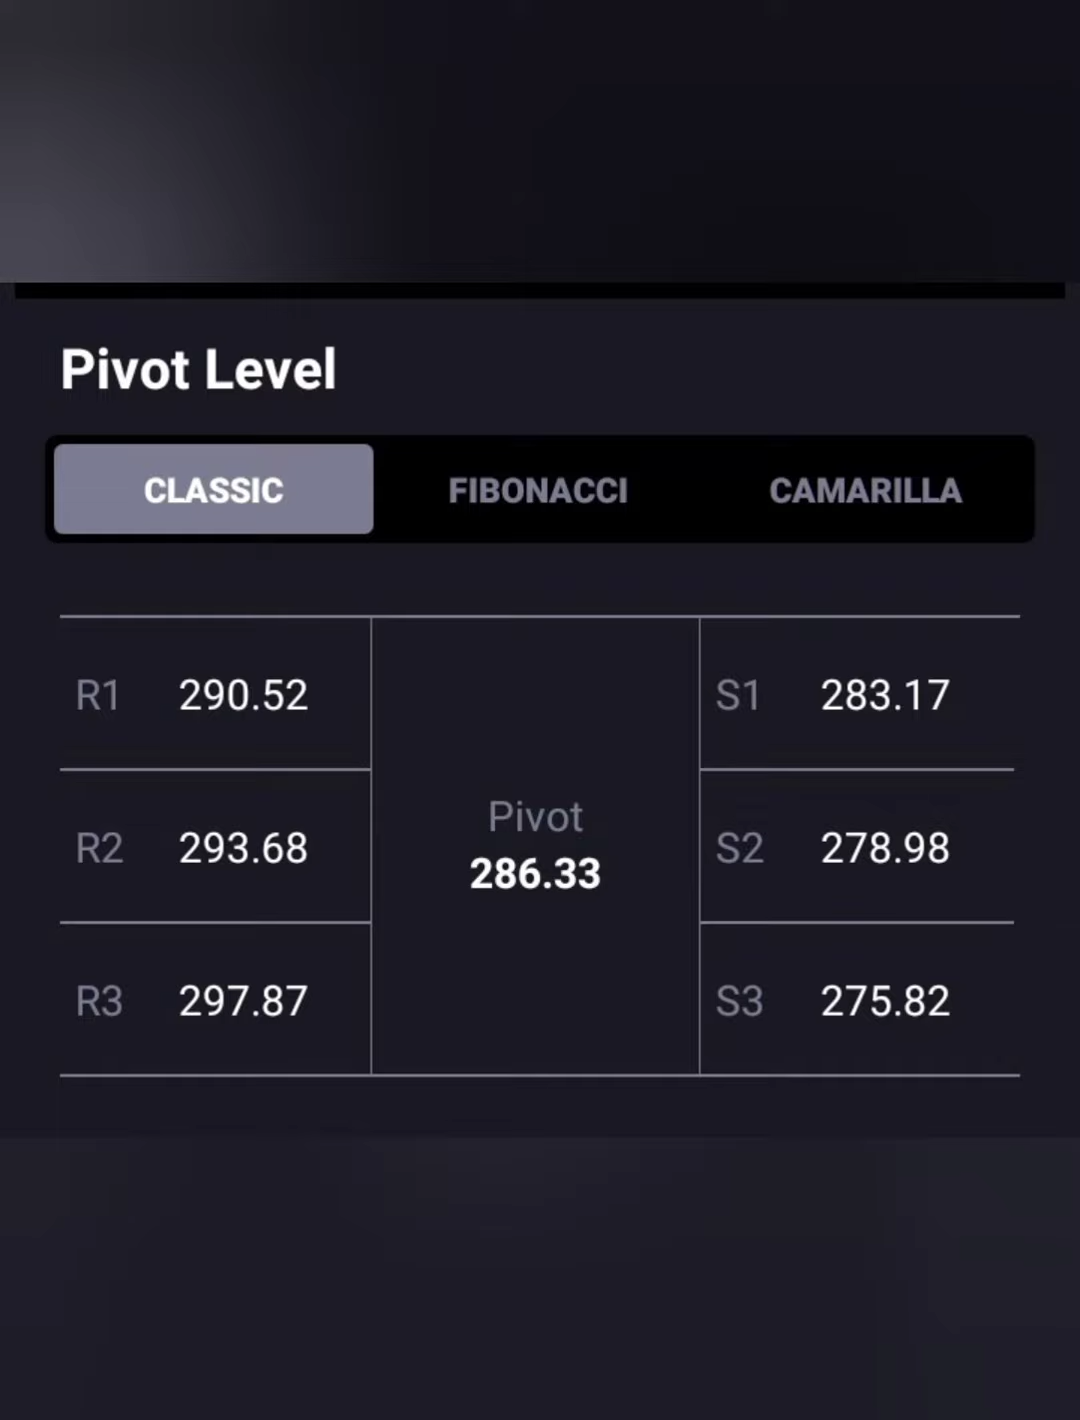 Pivot Level
CLASSIC FIBONACCI CAMARILLA
R1 290.52
R2 293.68
R3 297.87
Pivot
286.33
S1 283.17
S2 278.98
S3 275.82